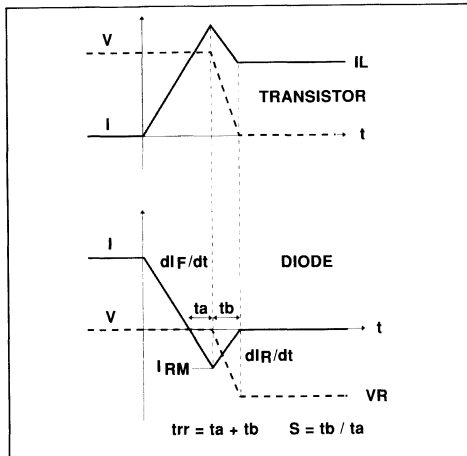 V
IL
TRANSISTOR
I
t
I
dIF/dt
DIODE
ta
tb
V
t
IRM
dIR/dt
VR
trr = ta + tb
S = tb / ta